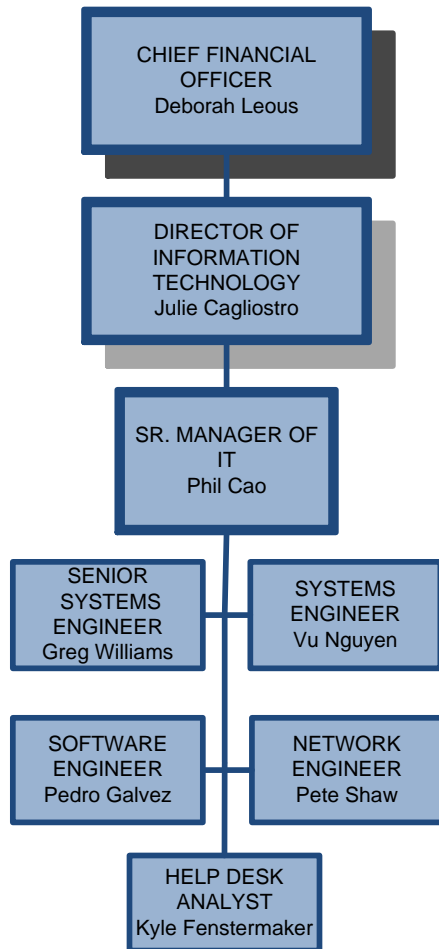 CHIEF FINANCIAL
OFFICER
Deborah Leous
DIRECTOR OF
INFORMATION
TECHNOLOGY
Julie Cagliostro
SR. MANAGER OF
IT
Phil Cao
SENIOR
SYSTEMS
ENGINEER
Greg Williams
SYSTEMS
ENGINEER
Vu Nguyen
SOFTWARE
ENGINEER
Pedro Galvez
NETWORK
ENGINEER
Pete Shaw
HELP DESK
ANALYST
Kyle Fenstermaker